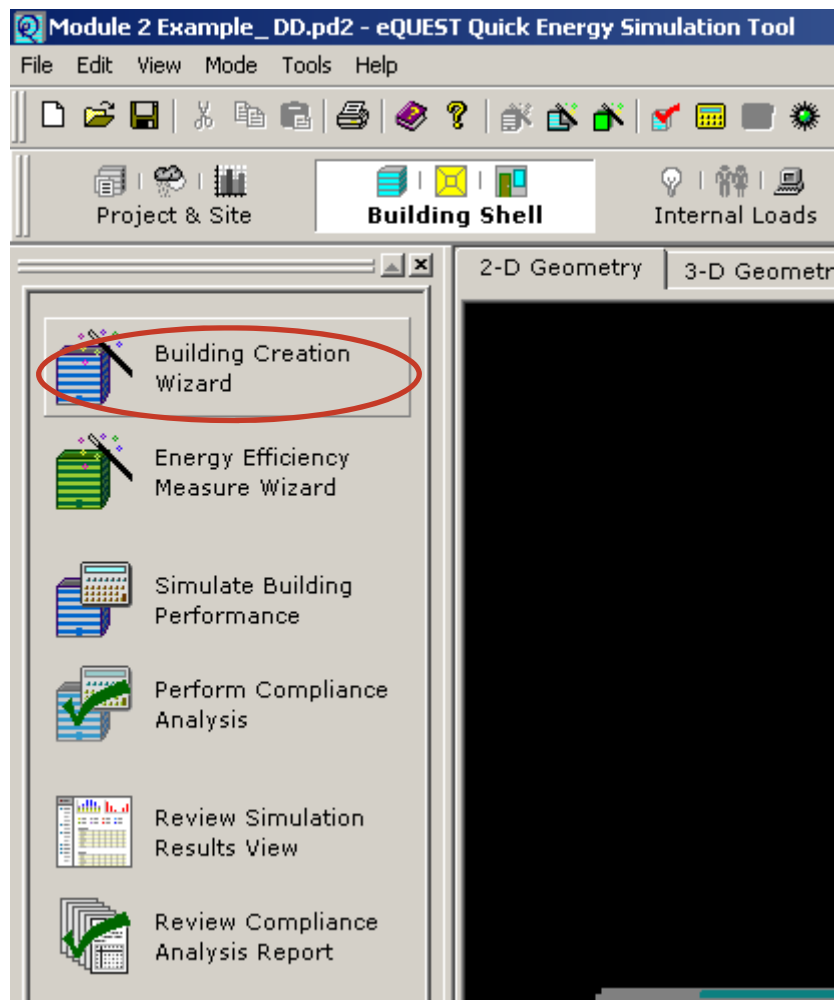 Module 2 Example_ DD.pd2 - eQUEST Quick Energy Simulation Tool
File Edit View Mode Tools Help
Project & Site Building Shell Internal Loads
2-D Geometry 3-D Geometr
Building Creation
Wizard
Energy Efficiency
Measure Wizard
Simulate Building
Performance
Perform Compliance
Analysis
Review Simulation
Results View
Review Compliance
Analysis Report